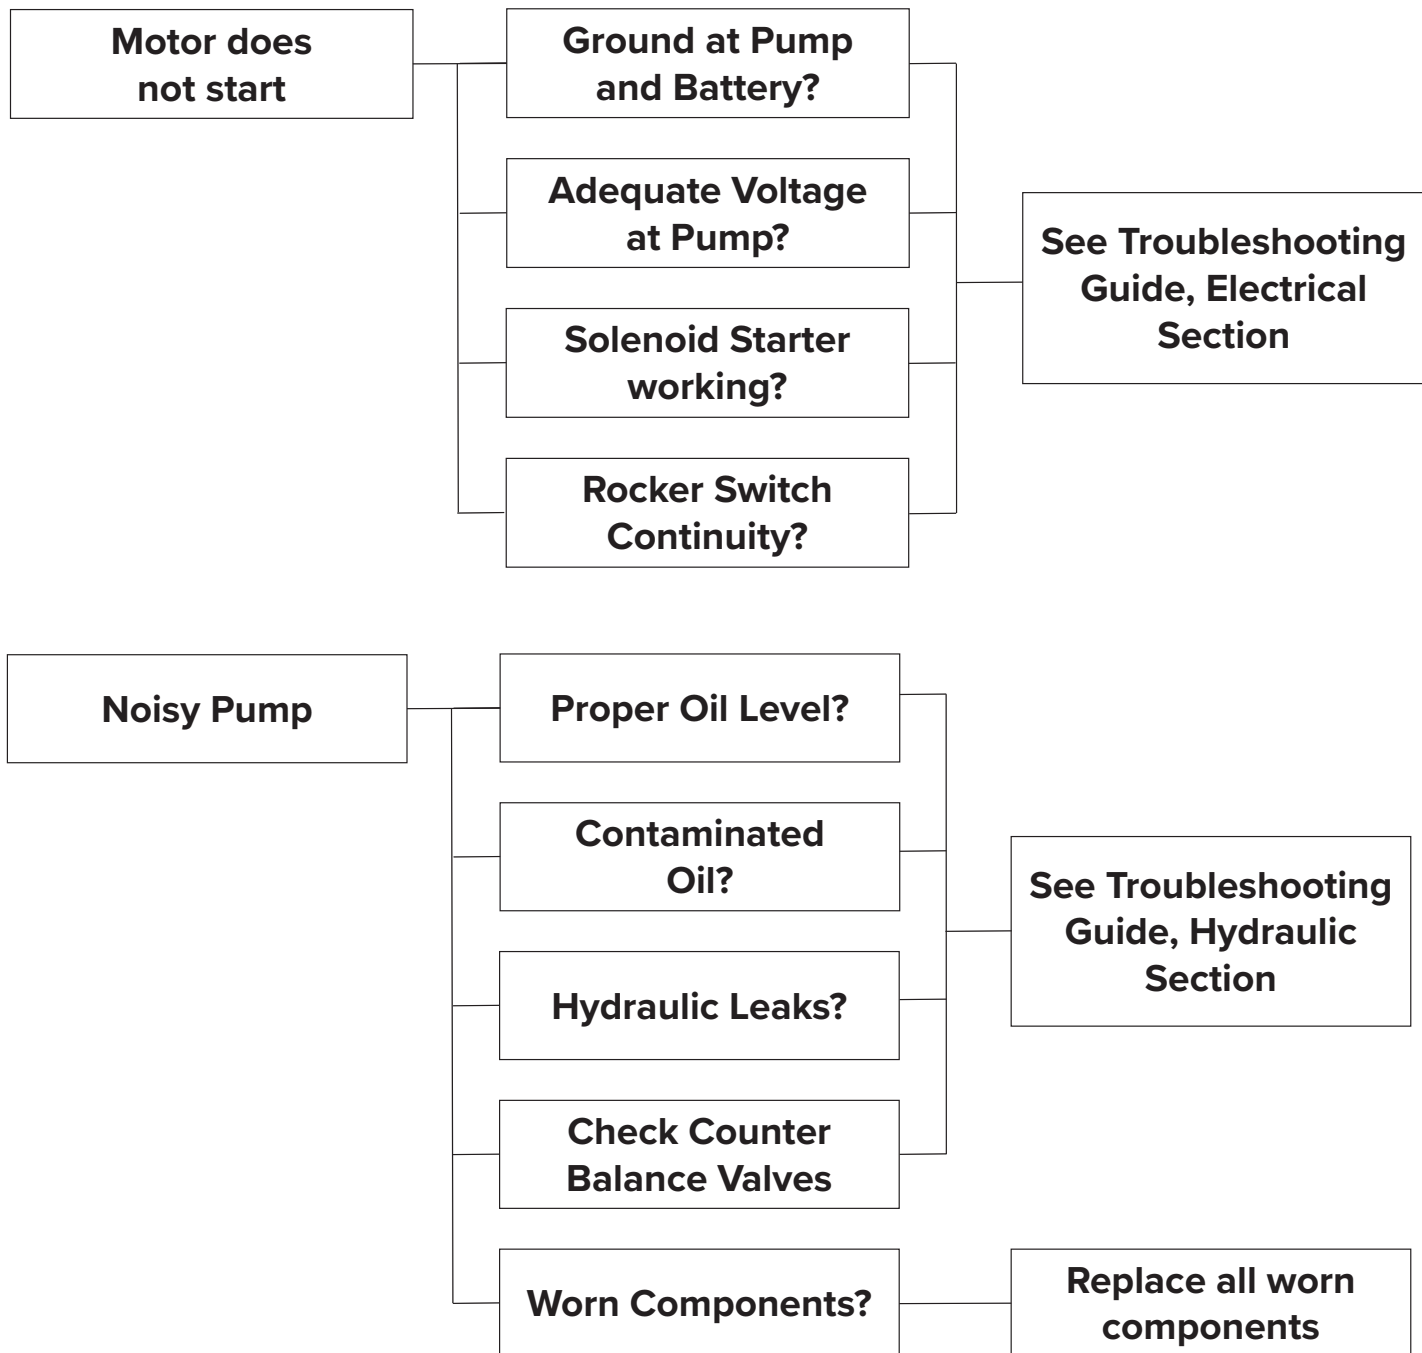 Motor does
not start
Ground at Pump
and Battery?
Adequate Voltage
at Pump?
Solenoid Starter
working?
Rocker Switch
Continuity?
See Troubleshooting
Guide, Electrical
Section
Noisy Pump
Proper Oil Level?
Contaminated
Oil?
Hydraulic Leaks?
Check Counter
Balance Valves
Worn Components?
See Troubleshooting
Guide, Hydraulic
Section
Replace all worn
components